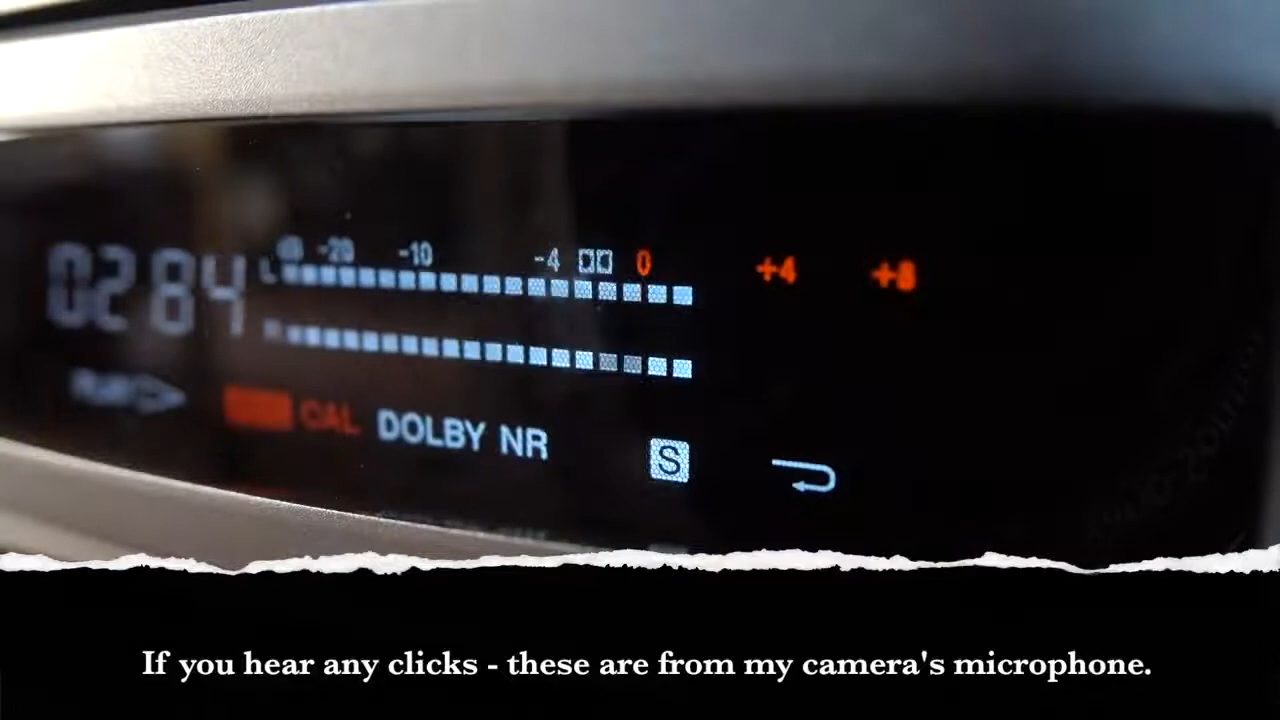 dB -20 -10 -4 0 +4 +8
0284
L
R
CAL DOLBY NR S
If you hear any clicks - these are from my camera's microphone.